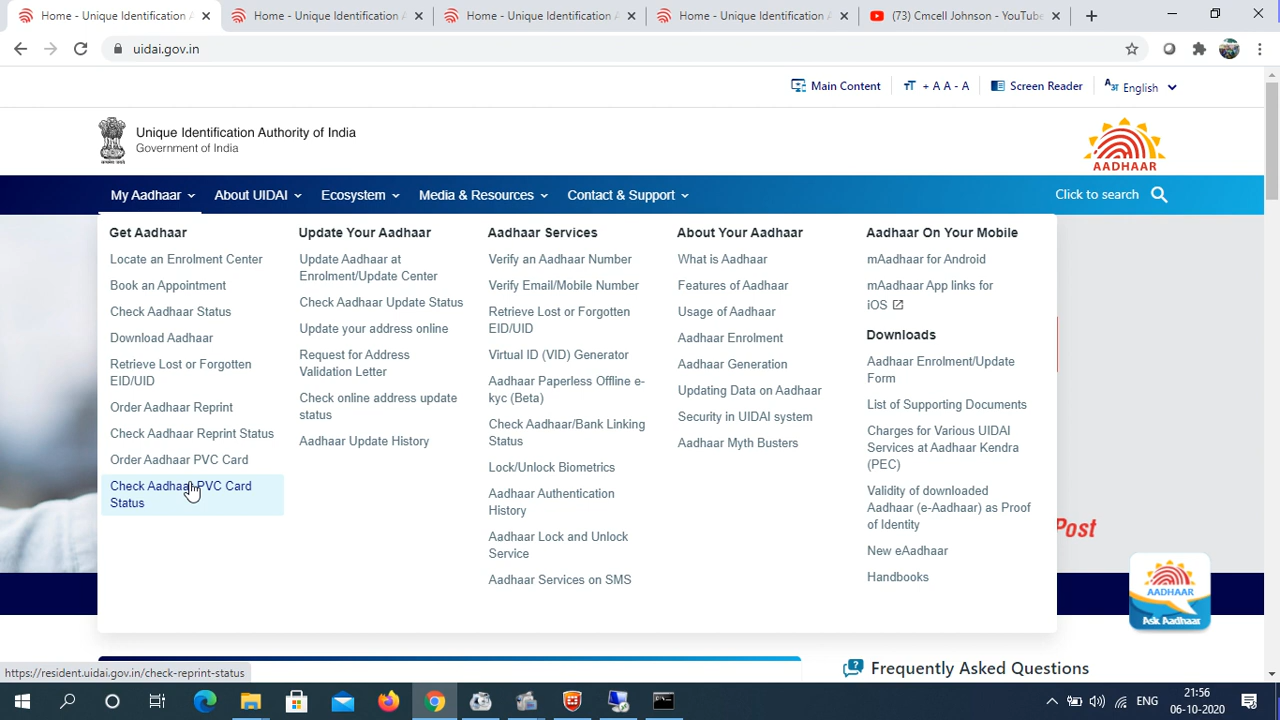 Home - Unique Identification A
Home - Unique Identification A
Home - Unique Identification A
Home - Unique Identification A
(73) Cmcell Johnson - YouTube
uidai.gov.in
Main Content
+ A A - A
Screen Reader
English
Unique Identification Authority of India
Government of India
AADHAAR
My Aadhaar
About UIDAI
Ecosystem
Media & Resources
Contact & Support
Click to search
Get Aadhaar
Locate an Enrolment Center
Book an Appointment
Check Aadhaar Status
Download Aadhaar
Retrieve Lost or Forgotten
EID/UID
Order Aadhaar Reprint
Check Aadhaar Reprint Status
Order Aadhaar PVC Card
Check Aadhaar PVC Card
Status
Update Your Aadhaar
Update Aadhaar at
Enrolment/Update Center
Check Aadhaar Update Status
Update your address online
Request for Address
Validation Letter
Check online address update
status
Aadhaar Update History
Aadhaar Services
Verify an Aadhaar Number
Verify Email/Mobile Number
Retrieve Lost or Forgotten
EID/UID
Virtual ID (VID) Generator
Aadhaar Paperless Offline e-
kyc (Beta)
Check Aadhaar/Bank Linking
Status
Lock/Unlock Biometrics
Aadhaar Authentication
History
Aadhaar Lock and Unlock
Service
Aadhaar Services on SMS
About Your Aadhaar
What is Aadhaar
Features of Aadhaar
Usage of Aadhaar
Aadhaar Enrolment
Aadhaar Generation
Updating Data on Aadhaar
Security in UIDAI system
Aadhaar Myth Busters
Aadhaar On Your Mobile
mAadhaar for Android
mAadhaar App links for
iOS
Downloads
Aadhaar Enrolment/Update
Form
List of Supporting Documents
Charges for Various UIDAI
Services at Aadhaar Kendra
(PEC)
Validity of downloaded
Aadhaar (e-Aadhaar) as Proof
of Identity
New eAadhaar
Handbooks
Post
AADHAAR
Ask Aadhaar
Frequently Asked Questions
https://resident.uidai.gov.in/check-reprint-status
ENG
21:56
06-10-2020